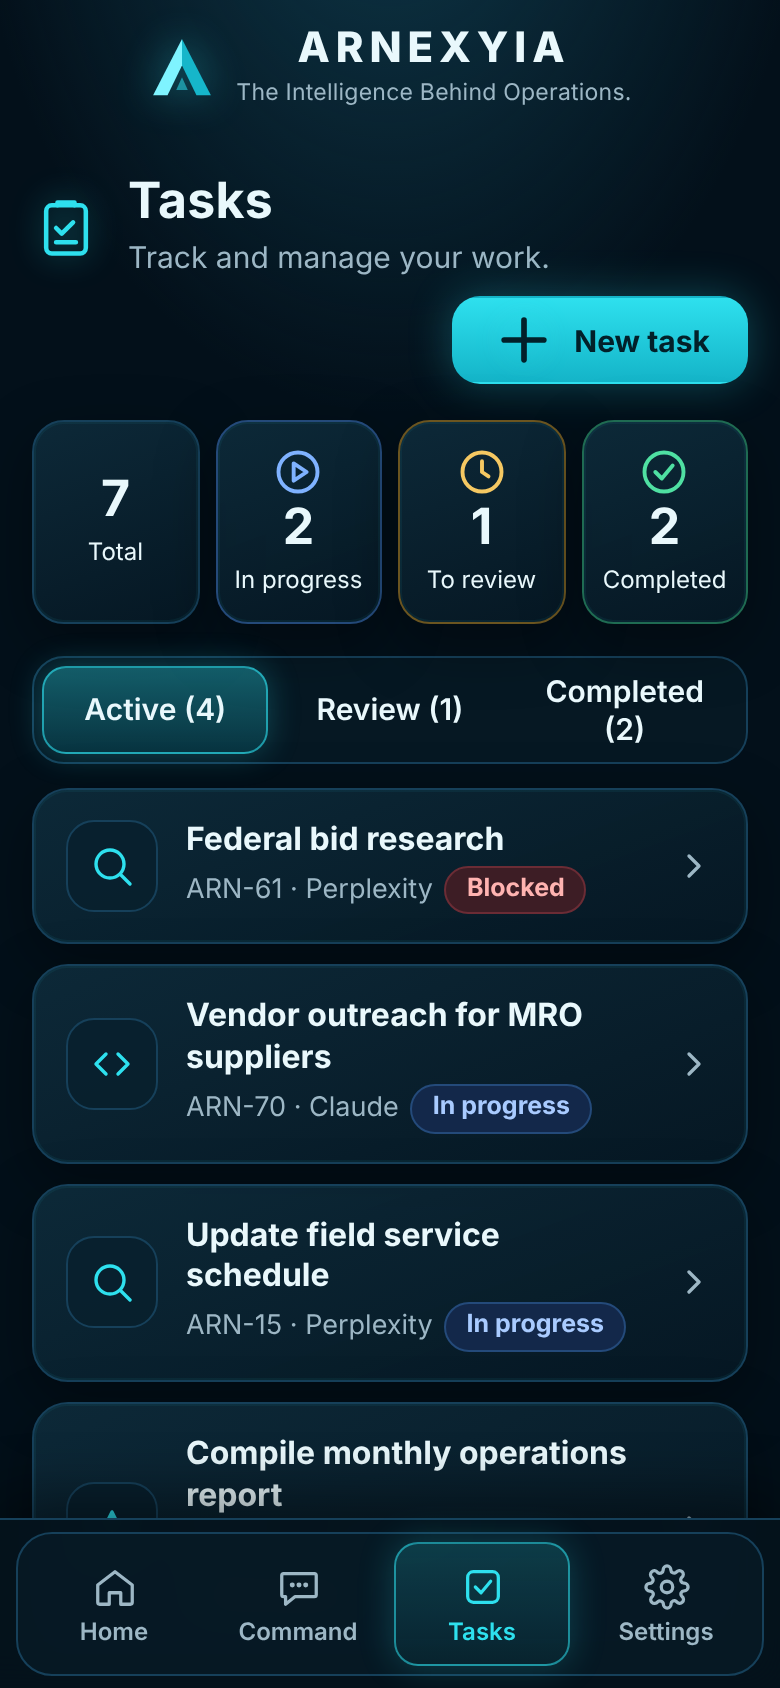 ARNEXYIA
The Intelligence Behind Operations.
Tasks
Track and manage your work.
New task
7
Total
2
In progress
1
To review
2
Completed
Active (4)
Review (1)
Completed
(2)
Federal bid research
ARN-61 · Perplexity Blocked
Vendor outreach for MRO
suppliers
ARN-70 · Claude In progress
Update field service
schedule
ARN-15 · Perplexity In progress
Compile monthly operations
report
Home
Command
Tasks
Settings